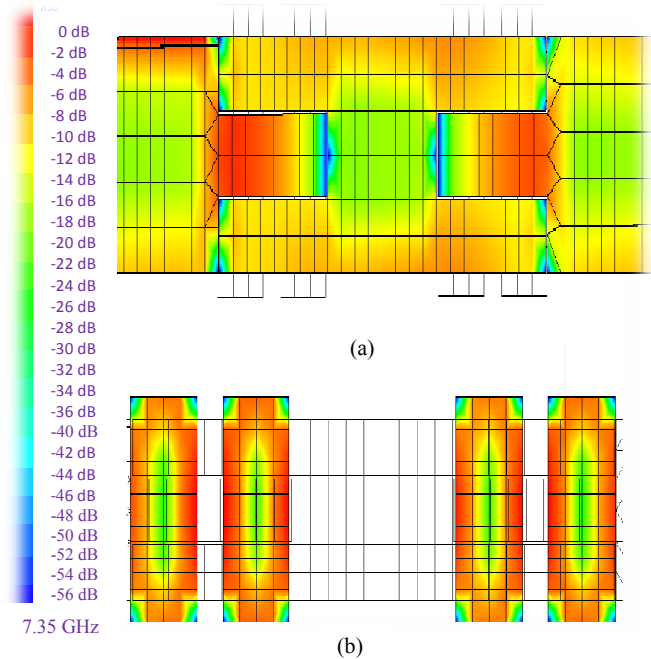 0 dB
-2 dB
-4 dB
-6 dB
-8 dB
-10 dB
-12 dB
-14 dB
-16 dB
-18 dB
-20 dB
-22 dB
-24 dB
-26 dB
-28 dB
-30 dB
-32 dB
-34 dB
-36 dB
-40 dB
-42 dB
-44 dB
-46 dB
-48 dB
-50 dB
-52 dB
-54 dB
-56 dB
7.35 GHz
(a)
(b)